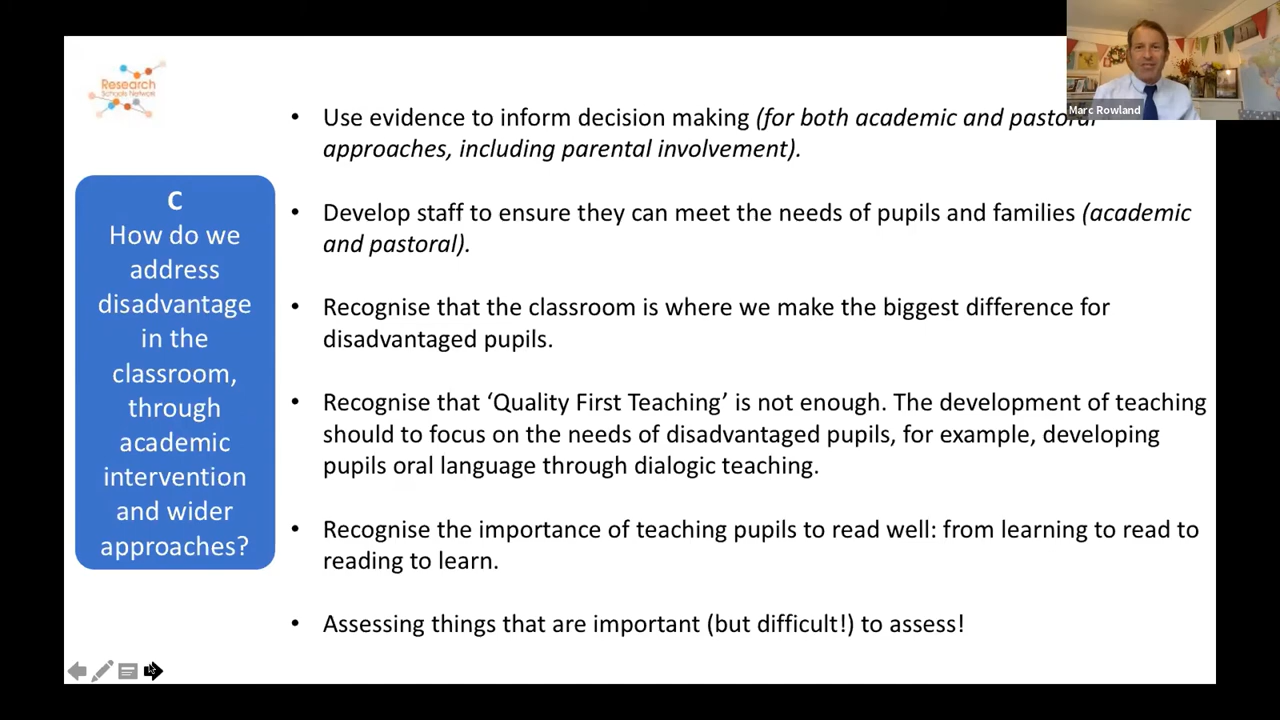 Research
Schools Network
Marc Rowland
C
How do we
address
disadvantage
in the
classroom,
through
academic
intervention
and wider
approaches?
• Use evidence to inform decision making (for both academic and pastoral
approaches, including parental involvement).
• Develop staff to ensure they can meet the needs of pupils and families (academic
and pastoral).
• Recognise that the classroom is where we make the biggest difference for
disadvantaged pupils.
• Recognise that ‘Quality First Teaching’ is not enough. The development of teaching
should to focus on the needs of disadvantaged pupils, for example, developing
pupils oral language through dialogic teaching.
• Recognise the importance of teaching pupils to read well: from learning to read to
reading to learn.
• Assessing things that are important (but difficult!) to assess!